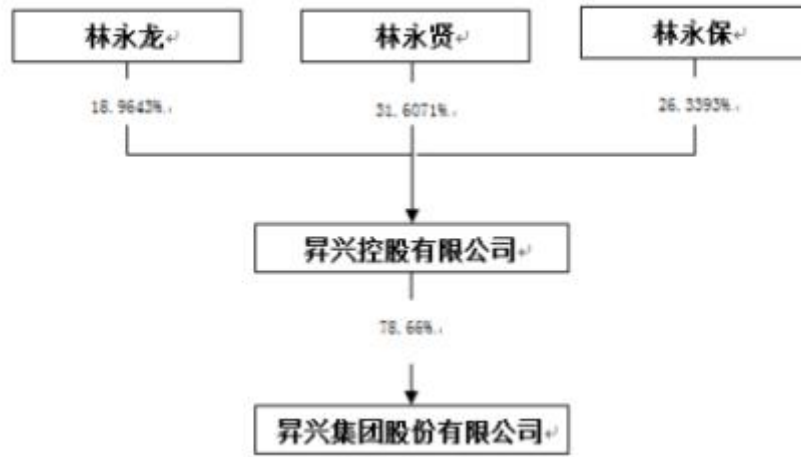 林永龙
林永贤
林永保
18.9643%
31.6071%
26.3393%
昇兴控股有限公司
78.66%
昇兴集团股份有限公司